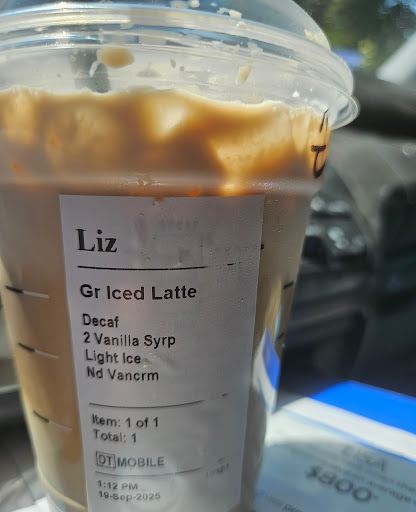 Liz
Gr Iced Latte
Decaf
2 Vanilla Syrp
Light Ice
Nd Vancrm
Item: 1 of 1
Total: 1
DT MOBILE
1:12 PM
19-Sep-2025
$800